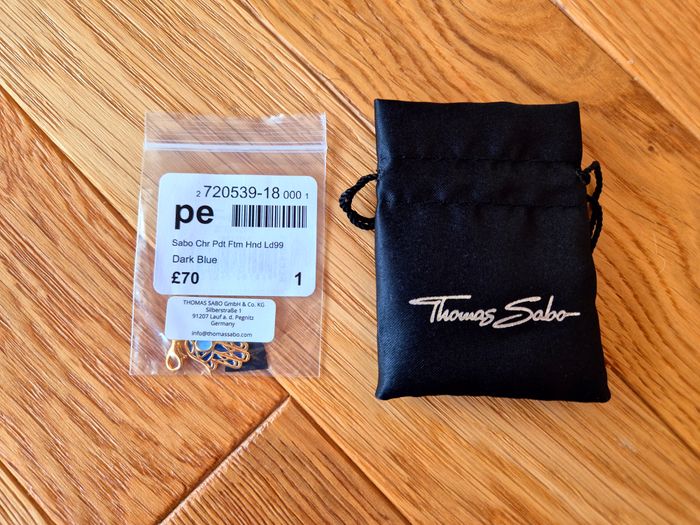 2 720539-18 000 1
pe
Sabo Chr Pdt Ftm Hnd Ld99
Dark Blue
£70 1
THOMAS SABO GmbH & Co. KG
Silberstraße 1
91207 Lauf a. d. Pegnitz
Germany
info@thomassabo.com
Thomas Sabo